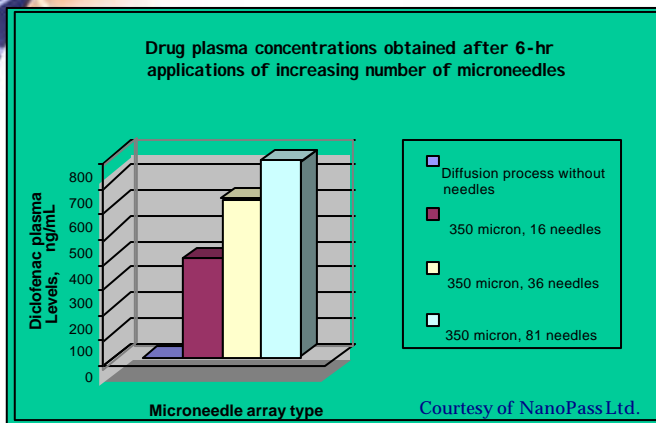 Drug plasma concentrations obtained after 6-hr
applications of increasing number of microneedles
Diclofenac plasma
Levels, ng/mL
800
700
600
500
400
300
200
100
0
Microneedle array type
Diffusion process without
needles
350 micron, 16 needles
350 micron, 36 needles
350 micron, 81 needles
Courtesy of NanoPass Ltd.